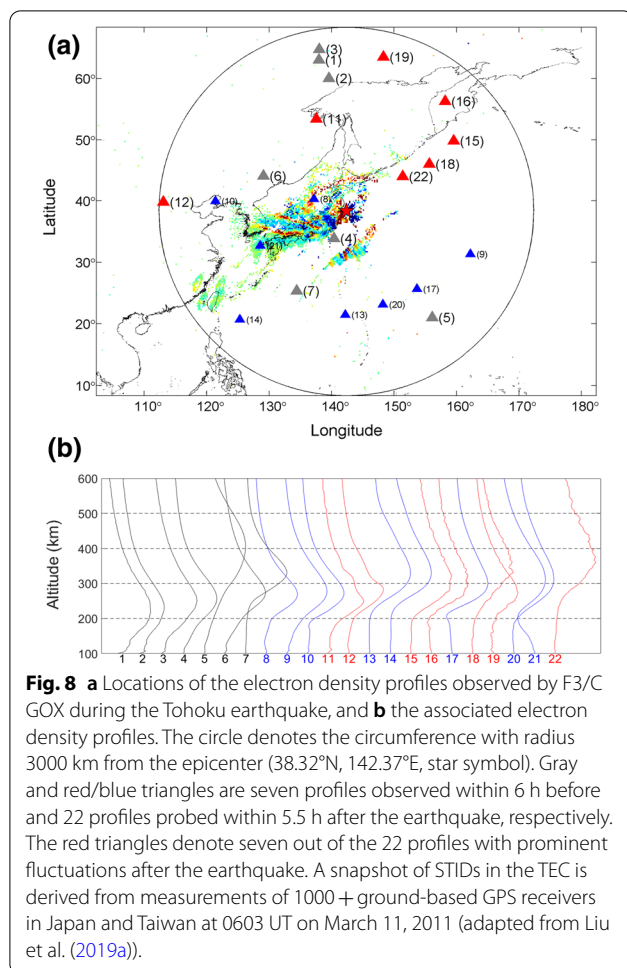 (a)
(3)
(1)
(19)
(2)
60°
(16)
(11)
50°
(15)
(18)
(6)
(22)
Latitude
40°
(12)
(10)
(8)
(4)
(21)
30°
(9)
(7)
(17)
(20)
(14)
(13)
(5)
20°
10°
110° 120° 130° 140° 150° 160° 170° 180°
Longitude
(b)
600
500
400
300
200
100
Altitude (km)
1 2 3 4 5 6 7 8 9 10 11 12 13 14 15 16 17 18 19 20 21 22
Fig. 8 a Locations of the electron density profiles observed by F3/C
GOX during the Tohoku earthquake, and b the associated electron
density profiles. The circle denotes the circumference with radius
3000 km from the epicenter (38.32°N, 142.37°E, star symbol). Gray
and red/blue triangles are seven profiles observed within 6 h before
and 22 profiles probed within 5.5 h after the earthquake, respectively.
The red triangles denote seven out of the 22 profiles with prominent
fluctuations after the earthquake. A snapshot of STIDs in the TEC is
derived from measurements of 1000 + ground-based GPS receivers
in Japan and Taiwan at 0603 UT on March 11, 2011 (adapted from Liu
et al. (2019a)).